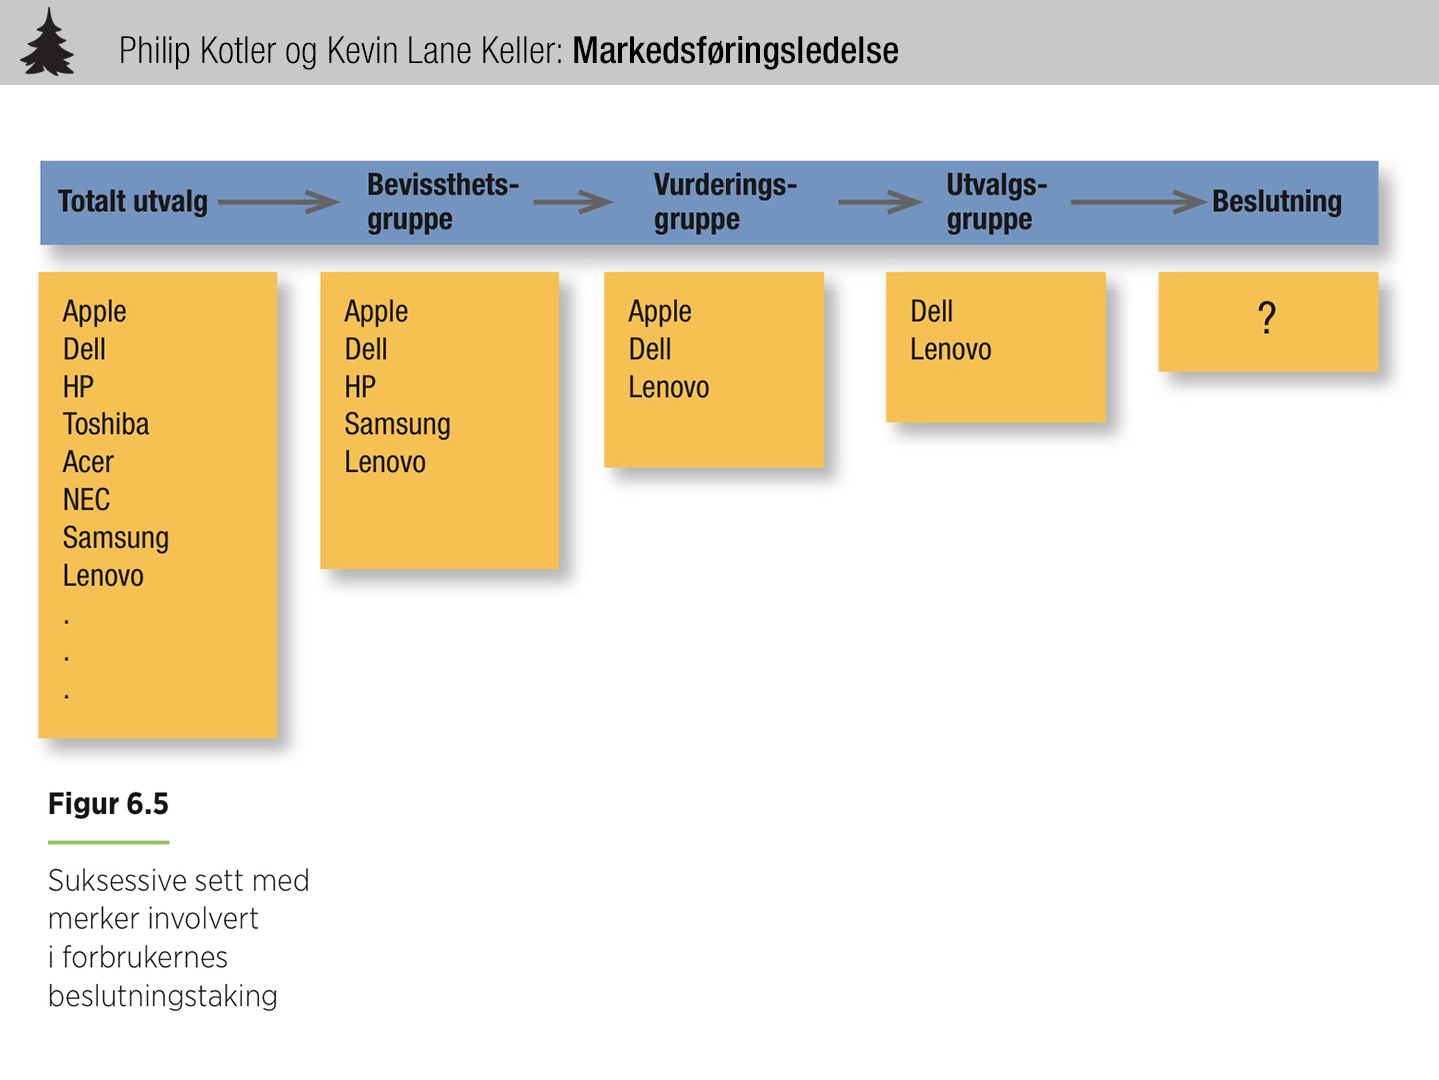 Philip Kotler og Kevin Lane Keller: Markedsføringsledelse
Totalt utvalg
Bevissthets-
gruppe
Vurderings-
gruppe
Utvalgs-
gruppe
Beslutning
Apple
Dell
HP
Toshiba
Acer
NEC
Samsung
Lenovo
.
.
.
Apple
Dell
HP
Samsung
Lenovo
Apple
Dell
Lenovo
Dell
Lenovo
?
Figur 6.5
Suksessive sett med
merker involvert
i forbrukernes
beslutningstaking